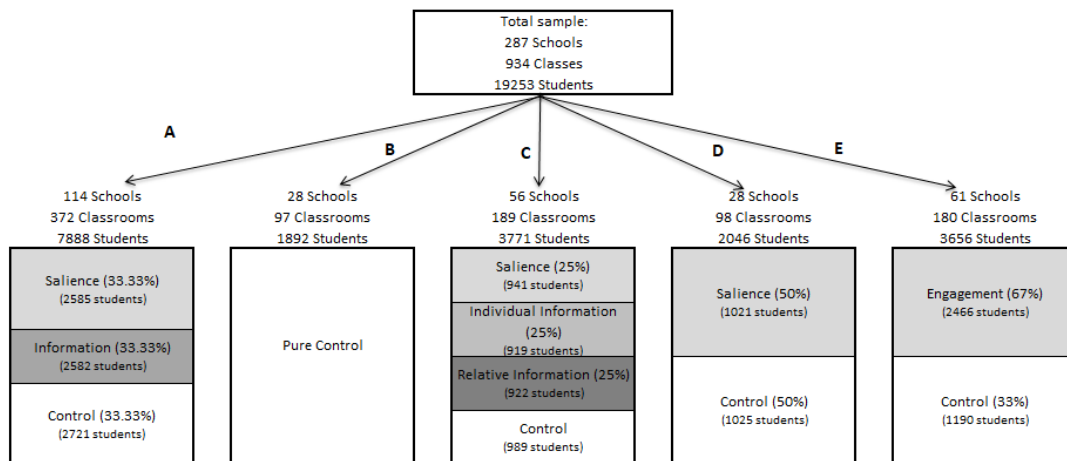 Total sample:
287 Schools
934 Classes
19253 Students
A
B
C
D
E
114 Schools
372 Classrooms
7888 Students
28 Schools
97 Classrooms
1892 Students
56 Schools
189 Classrooms
3771 Students
28 Schools
98 Classrooms
2046 Students
61 Schools
180 Classrooms
3656 Students
Salience (33.33%)
(2585 students)
Information (33.33%)
(2582 students)
Control (33.33%)
(2721 students)
Pure Control
Salience (25%)
(941 students)
Individual Information
(25%)
(919 students)
Relative Information (25%)
(922 students)
Control
(989 students)
Salience (50%)
(1021 students)
Control (50%)
(1025 students)
Engagement (67%)
(2466 students)
Control (33%)
(1190 students)